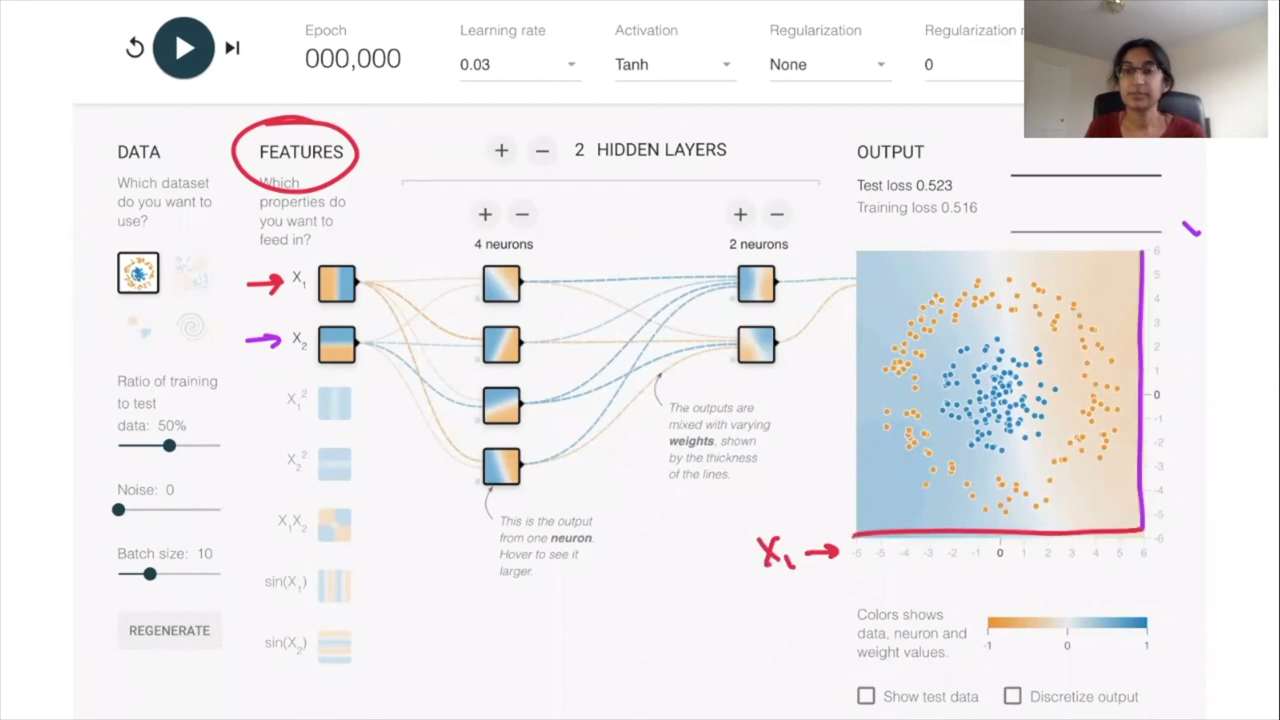 Epoch
000,000
Learning rate
0.03
Activation
Tanh
Regularization
None
Regularization
0
DATA
Which dataset
do you want to
use?
Ratio of training
to test
data: 50%
Noise: 0
Batch size: 10
REGENERATE
FEATURES
Which
properties do
you want to
feed in?
X₁
X₂
X₁²
X₂²
X₁X₂
sin(X₁)
sin(X₂)
+ − 2 HIDDEN LAYERS
+ −
4 neurons
+ −
2 neurons
The outputs are
mixed with varying
weights, shown
by the thickness
of the lines.
This is the output
from one neuron.
Hover to see it
larger.
OUTPUT
Test loss 0.523
Training loss 0.516
6
5
4
3
2
1
0
-1
-2
-3
-4
-5
-6
X₁
-5 -4 -3 -2 -1 0 1 2 3 4 5 6
Colors shows
data, neuron and
weight values.
-1 0 1
Show test data
Discretize output